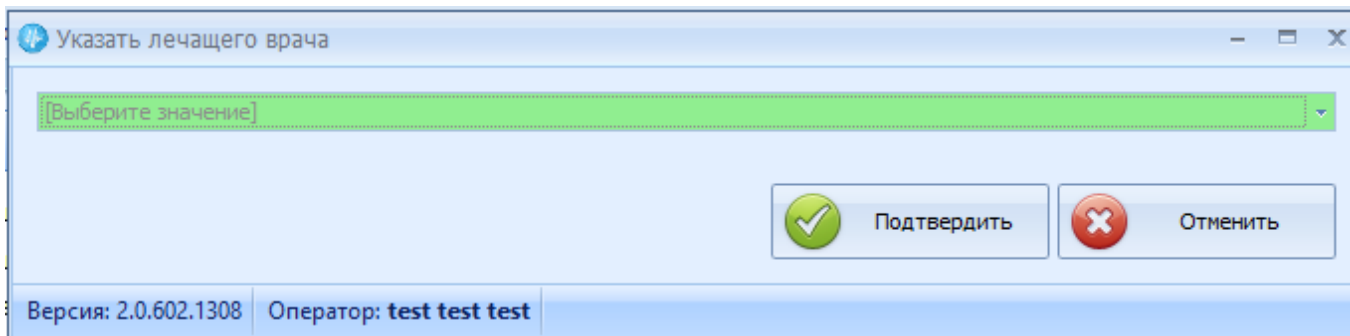 Указать лечащего врача
[Выберите значение]
Подтвердить Отменить
Версия: 2.0.602.1308 Оператор: test test test